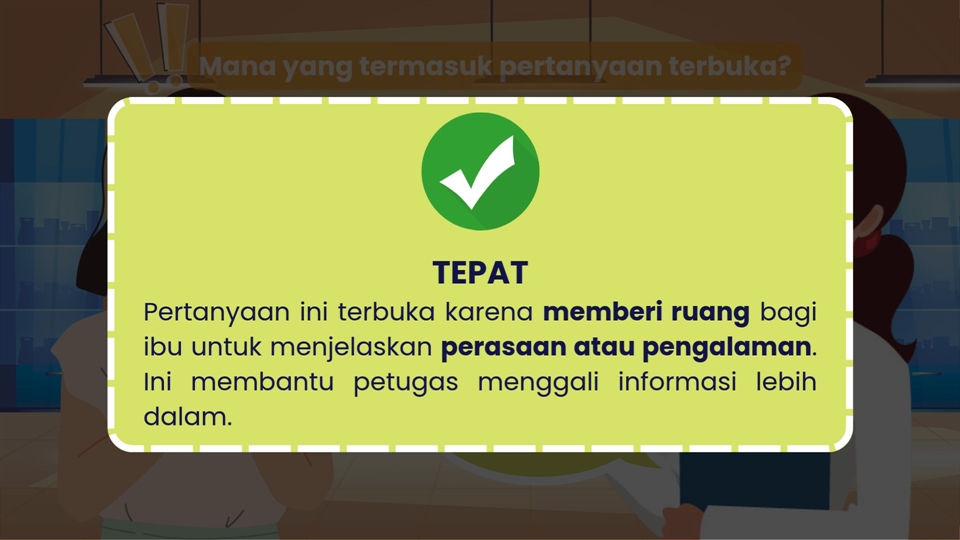 Mana yang termasuk pertanyaan terbuka?
TEPAT
Pertanyaan ini terbuka karena memberi ruang bagi
ibu untuk menjelaskan perasaan atau pengalaman.
Ini membantu petugas menggali informasi lebih
dalam.